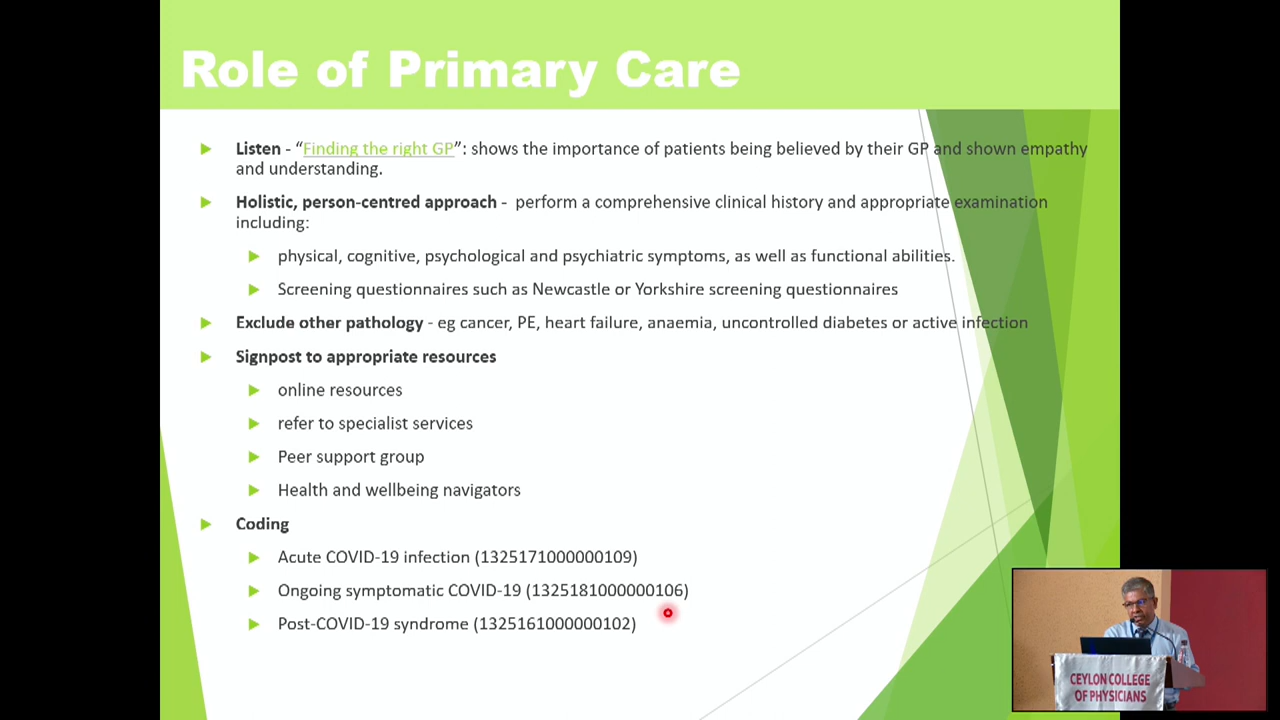 Role of Primary Care
Listen - “Finding the right GP”: shows the importance of patients being believed by their GP and shown empathy
and understanding.
Holistic, person-centred approach - perform a comprehensive clinical history and appropriate examination
including:
physical, cognitive, psychological and psychiatric symptoms, as well as functional abilities.
Screening questionnaires such as Newcastle or Yorkshire screening questionnaires
Exclude other pathology - eg cancer, PE, heart failure, anaemia, uncontrolled diabetes or active infection
Signpost to appropriate resources
online resources
refer to specialist services
Peer support group
Health and wellbeing navigators
Coding
Acute COVID-19 infection (1325171000000109)
Ongoing symptomatic COVID-19 (1325181000000106)
Post-COVID-19 syndrome (1325161000000102)
CEYLON COLLEGE
OF PHYSICIANS